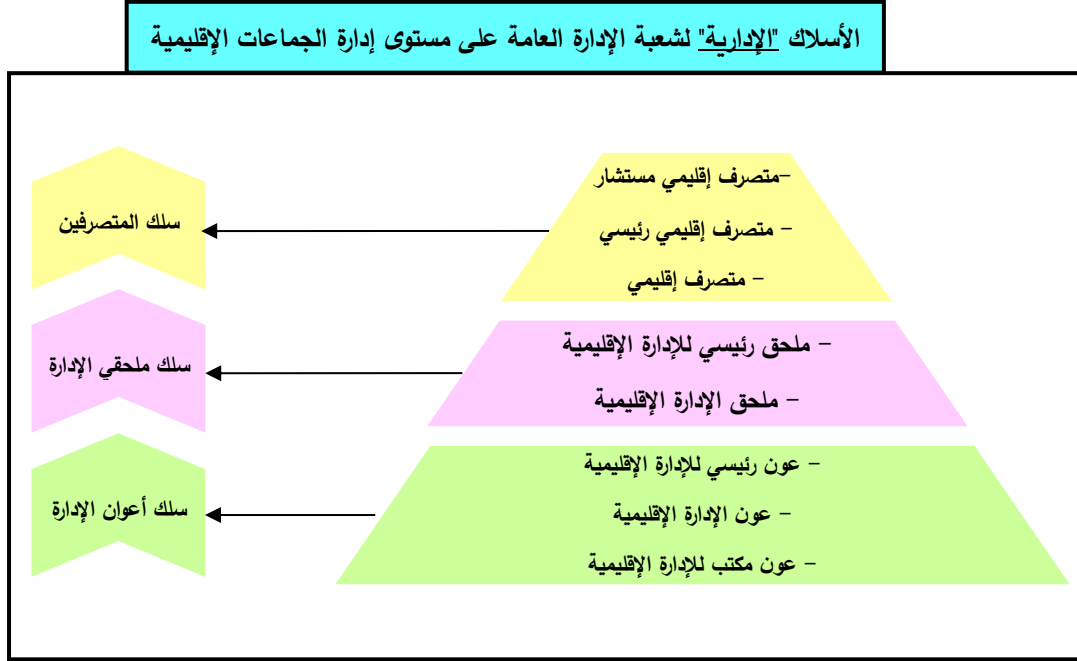 الأسلاك "الإدارية" لشعبة الإدارة العامة على مستوى إدارة الجماعات الإقليمية
-متصرف إقليمي مستشار
- متصرف إقليمي رئيسي
- متصرف إقليمي
سلك المتصرفين
- ملحق رئيسي للإدارة الإقليمية
- ملحق الإدارة الإقليمية
سلك ملحقي الإدارة
- عون رئيسي للإدارة الإقليمية
- عون الإدارة الإقليمية
- عون مكتب للإدارة الإقليمية
سلك أعوان الإدارة